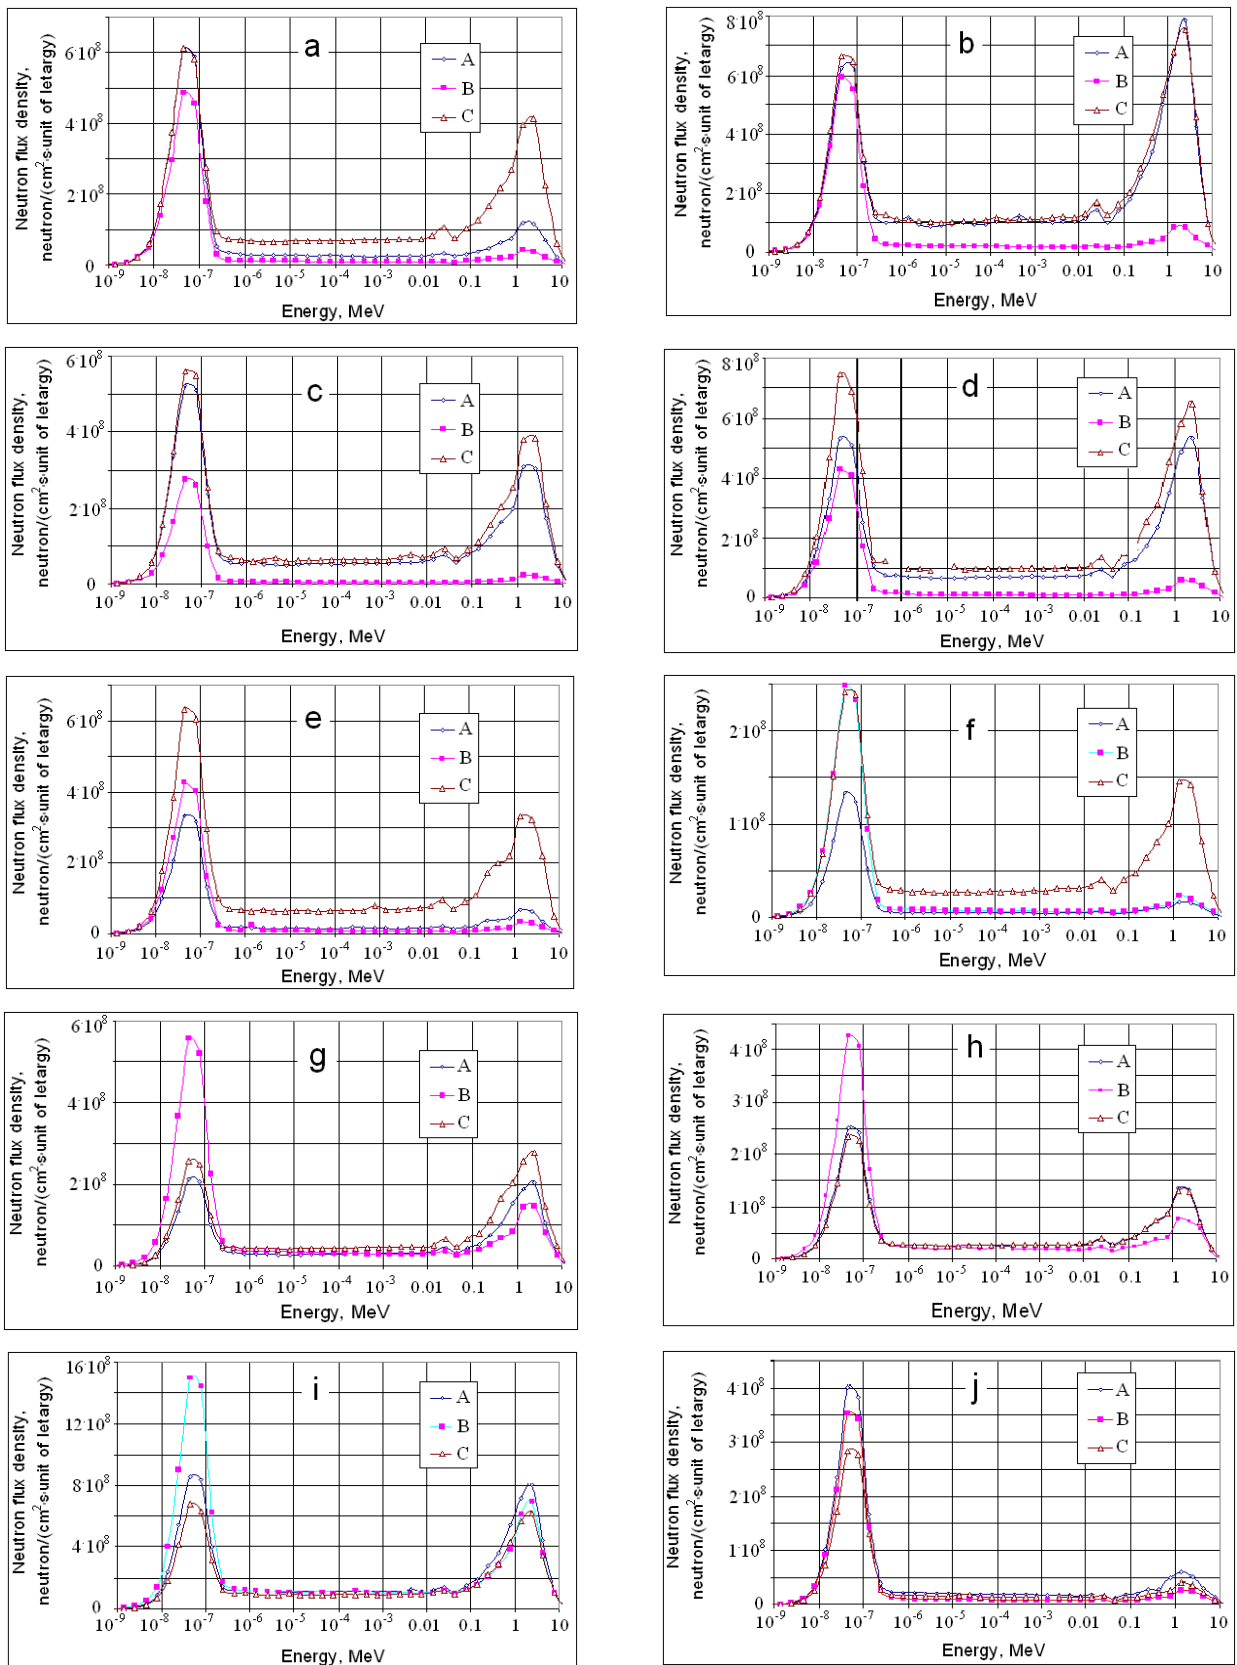 a
Neutron flux density,
neutron/(cm²·s·unit of letargy)
6·10⁸
4·10⁸
2·10⁸
0
A
B
C
10⁻⁹ 10⁻⁸ 10⁻⁷ 10⁻⁶ 10⁻⁵ 10⁻⁴ 10⁻³ 0.01 0.1 1 10
Energy, MeV
b
Neutron flux density,
neutron/(cm²·s·unit of letargy)
8·10⁸
6·10⁸
4·10⁸
2·10⁸
0
A
B
C
10⁻⁹ 10⁻⁸ 10⁻⁷ 10⁻⁶ 10⁻⁵ 10⁻⁴ 10⁻³ 0.01 0.1 1 10
Energy, MeV
c
Neutron flux density,
neutron/(cm²·s·unit of letargy)
6·10⁸
4·10⁸
2·10⁸
0
A
B
C
10⁻⁹ 10⁻⁸ 10⁻⁷ 10⁻⁶ 10⁻⁵ 10⁻⁴ 10⁻³ 0.01 0.1 1 10
Energy, MeV
d
Neutron flux density,
neutron/(cm²·s·unit of letargy)
8·10⁸
6·10⁸
4·10⁸
2·10⁸
0
A
B
C
10⁻⁹ 10⁻⁸ 10⁻⁷ 10⁻⁶ 10⁻⁵ 10⁻⁴ 10⁻³ 0.01 0.1 1 10
Energy, MeV
e
Neutron flux density,
neutron/(cm²·s·unit of letargy)
6·10⁸
4·10⁸
2·10⁸
0
A
B
C
10⁻⁹ 10⁻⁸ 10⁻⁷ 10⁻⁶ 10⁻⁵ 10⁻⁴ 10⁻³ 0.01 0.1 1 10
Energy, MeV
f
Neutron flux density,
neutron/(cm²·s·unit of letargy)
2·10⁸
1·10⁸
0
A
B
C
10⁻⁹ 10⁻⁸ 10⁻⁷ 10⁻⁶ 10⁻⁵ 10⁻⁴ 10⁻³ 0.01 0.1 1 10
Energy, MeV
g
Neutron flux density,
neutron/(cm²·s·unit of letargy)
6·10⁸
4·10⁸
2·10⁸
0
A
B
C
10⁻⁹ 10⁻⁸ 10⁻⁷ 10⁻⁶ 10⁻⁵ 10⁻⁴ 10⁻³ 0.01 0.1 1 10
Energy, MeV
h
Neutron flux density,
neutron/(cm²·s·unit of letargy)
4·10⁸
3·10⁸
2·10⁸
1·10⁸
0
A
B
C
10⁻⁹ 10⁻⁸ 10⁻⁷ 10⁻⁶ 10⁻⁵ 10⁻⁴ 10⁻³ 0.01 0.1 1 10
Energy, MeV
i
Neutron flux density,
neutron/(cm²·s·unit of letargy)
16·10⁸
12·10⁸
8·10⁸
4·10⁸
0
A
B
C
10⁻⁹ 10⁻⁸ 10⁻⁷ 10⁻⁶ 10⁻⁵ 10⁻⁴ 10⁻³ 0.01 0.1 1 10
Energy, MeV
j
Neutron flux density,
neutron/(cm²·s·unit of letargy)
4·10⁸
3·10⁸
2·10⁸
1·10⁸
0
A
B
C
10⁻⁹ 10⁻⁸ 10⁻⁷ 10⁻⁶ 10⁻⁵ 10⁻⁴ 10⁻³ 0.01 0.1 1 10
Energy, MeV